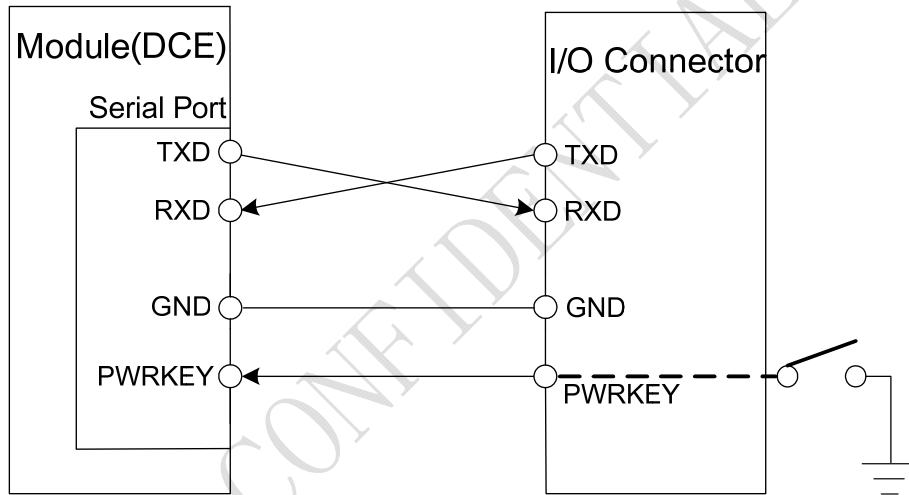 Module(DCE)
I/O Connector
Serial Port
TXD
TXD
RXD
RXD
GND
GND
PWRKEY
PWRKEY
CONFIDENTIAL